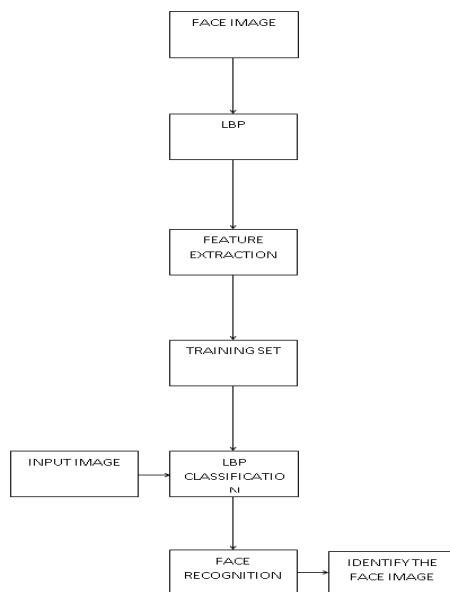 FACE IMAGE
LBP
FEATURE
EXTRACTION
TRAINING SET
INPUT IMAGE
LBP
CLASSIFICATIO
N
FACE
RECOGNITION
IDENTIFY THE
FACE IMAGE